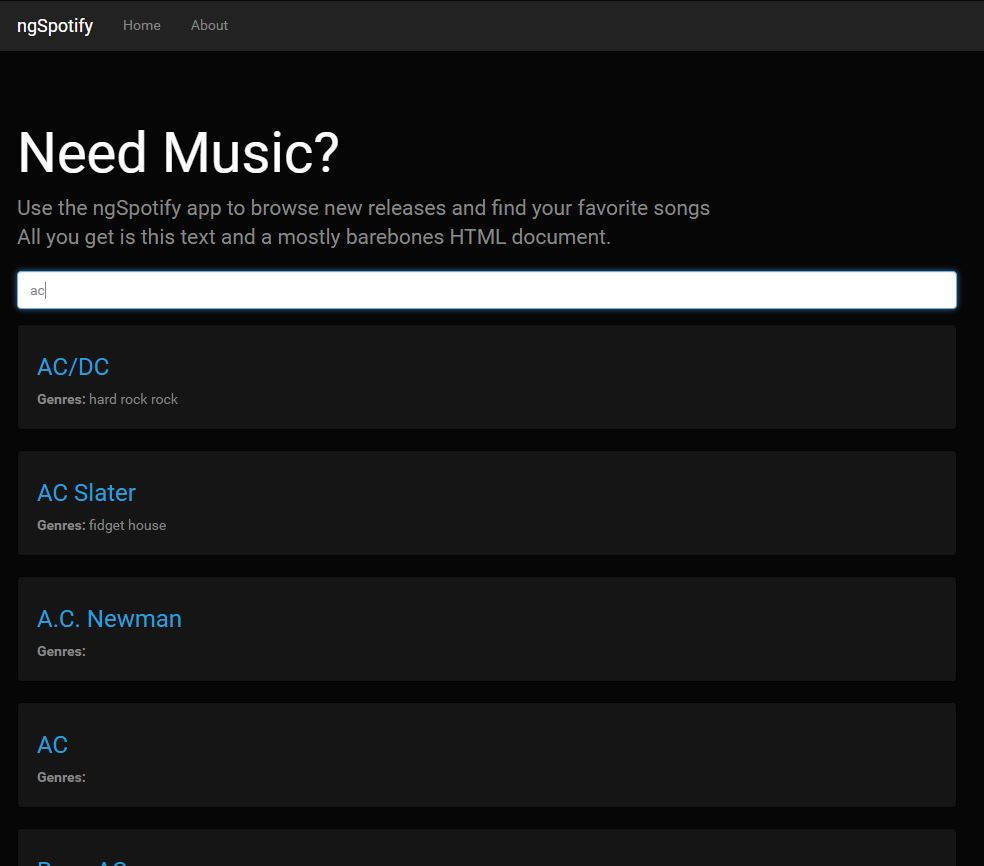 ngSpotify Home About
Need Music?
Use the ngSpotify app to browse new releases and find your favorite songs
All you get is this text and a mostly barebones HTML document.
ac
AC/DC
Genres: hard rock rock
AC Slater
Genres: fidget house
A.C. Newman
Genres:
AC
Genres:
AC